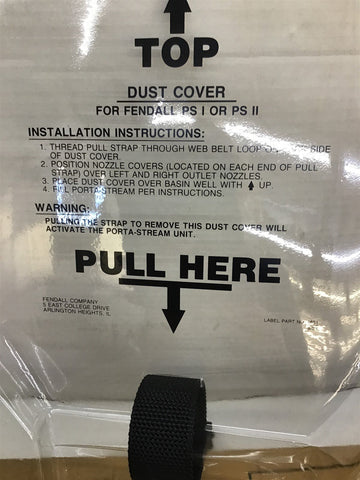 TOP
DUST COVER
FOR FENDALL PS I OR PS II
INSTALLATION INSTRUCTIONS:
1. THREAD PULL STRAP THROUGH WEB BELT LOOP SIDE
OF DUST COVER.
2. POSITION NOZZLE COVERS (LOCATED ON EACH END OF PULL
STRAP) OVER LEFT AND RIGHT OUTLET NOZZLES.
3. PLACE DUST COVER OVER BASIN WELL WITH ↑ UP.
4. FILL PORTA-STREAM PER INSTRUCTIONS.
WARNING:
PULLING THE STRAP TO REMOVE THIS DUST COVER WILL
ACTIVATE THE PORTA-STREAM UNIT.
PULL HERE
FENDALL COMPANY
5 EAST COLLEGE DRIVE
ARLINGTON HEIGHTS, IL
LABEL PART